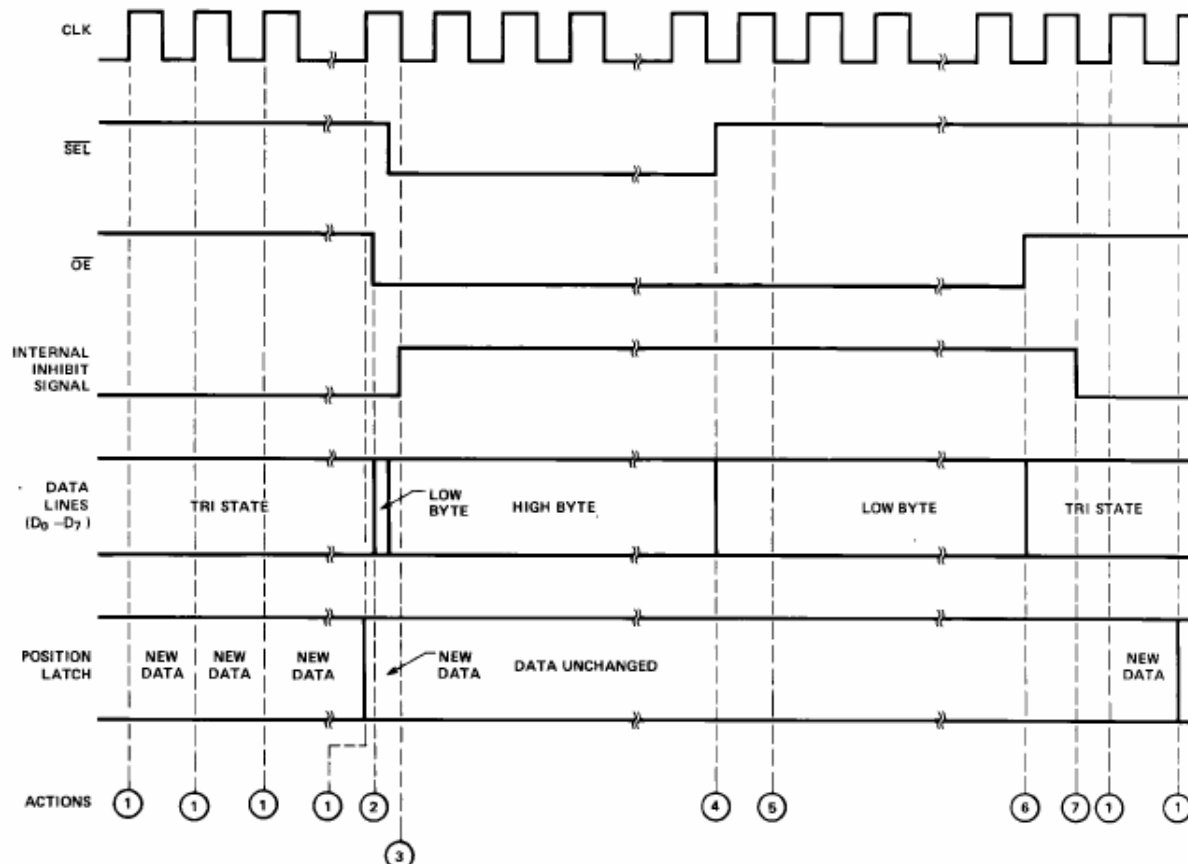 CLK
SEL
OE
INTERNAL
INHIBIT
SIGNAL
DATA
LINES
(D0 –D7)
TRI STATE
LOW
BYTE
HIGH BYTE
LOW BYTE
TRI STATE
POSITION
LATCH
NEW
DATA
NEW
DATA
NEW
DATA
NEW
DATA
DATA UNCHANGED
NEW
DATA
ACTIONS
1 1 1 1 2 4 5 6 7 1 1
3